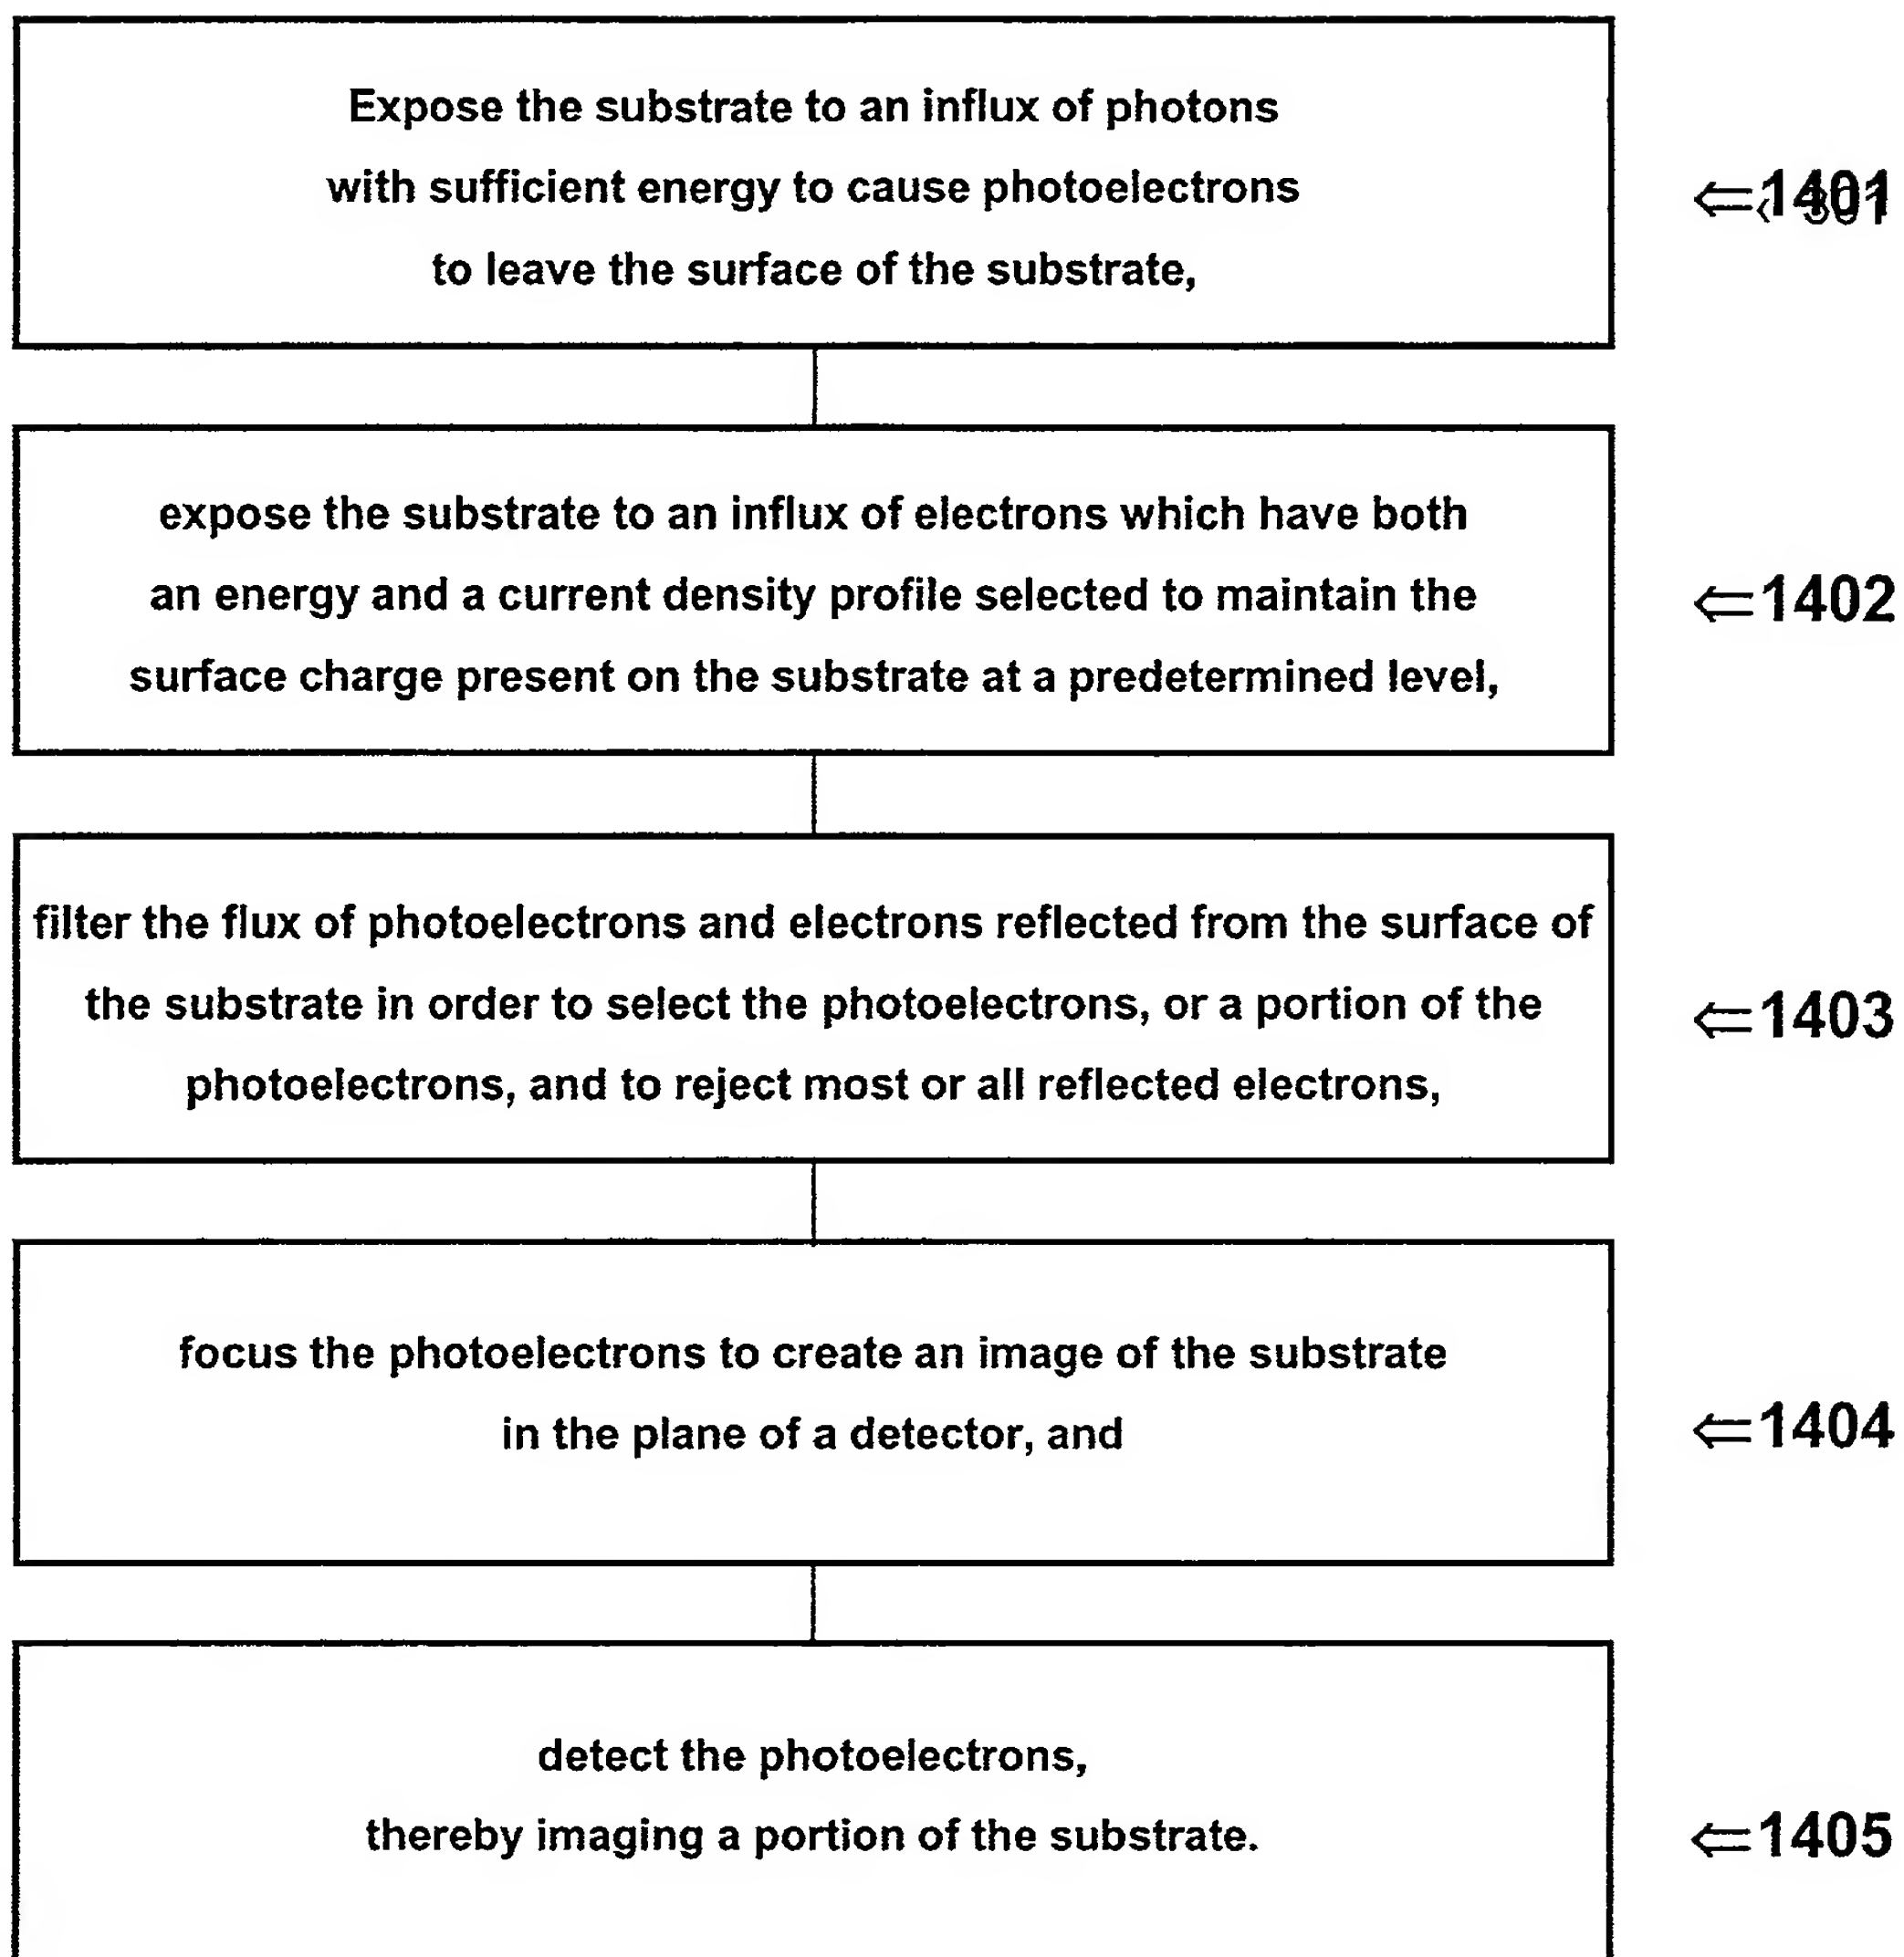 Expose the substrate to an influx of photons
with sufficient energy to cause photoelectrons
to leave the surface of the substrate,
⇐1401
expose the substrate to an influx of electrons which have both
an energy and a current density profile selected to maintain the
surface charge present on the substrate at a predetermined level,
⇐1402
filter the flux of photoelectrons and electrons reflected from the surface of
the substrate in order to select the photoelectrons, or a portion of the
photoelectrons, and to reject most or all reflected electrons,
⇐1403
focus the photoelectrons to create an image of the substrate
in the plane of a detector, and
⇐1404
detect the photoelectrons,
thereby imaging a portion of the substrate.
⇐1405